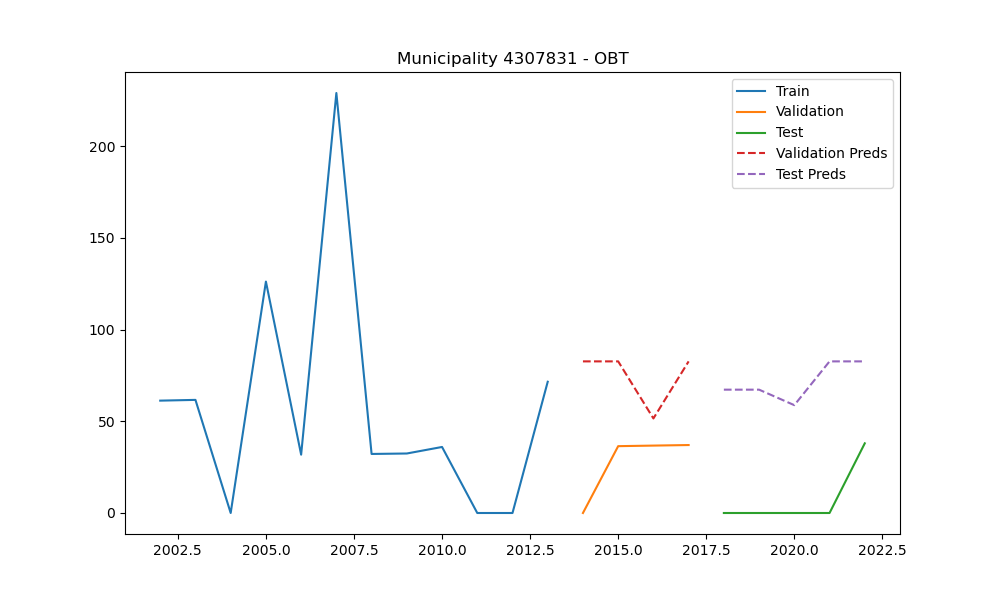 Municipality 4307831 - OBT
Train
Validation
Test
Validation Preds
Test Preds
200
150
100
50
0
2002.5 2005.0 2007.5 2010.0 2012.5 2015.0 2017.5 2020.0 2022.5